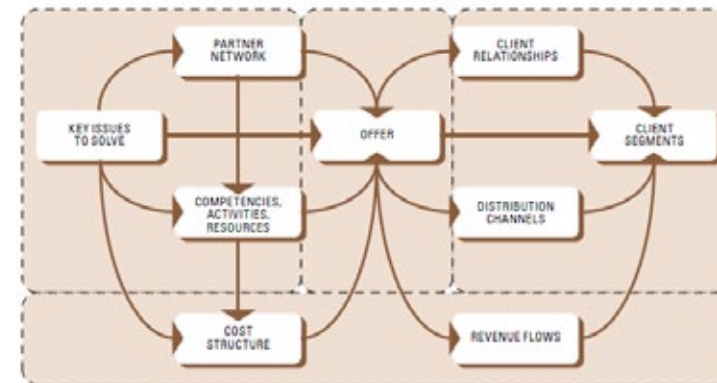 PARTNER
NETWORK
CLIENT
RELATIONSHIPS
KEY ISSUES
TO SOLVE
OFFER
CLIENT
SEGMENTS
COMPETENCIES,
ACTIVITIES,
RESOURCES
DISTRIBUTION
CHANNELS
COST
STRUCTURE
REVENUE FLOWS